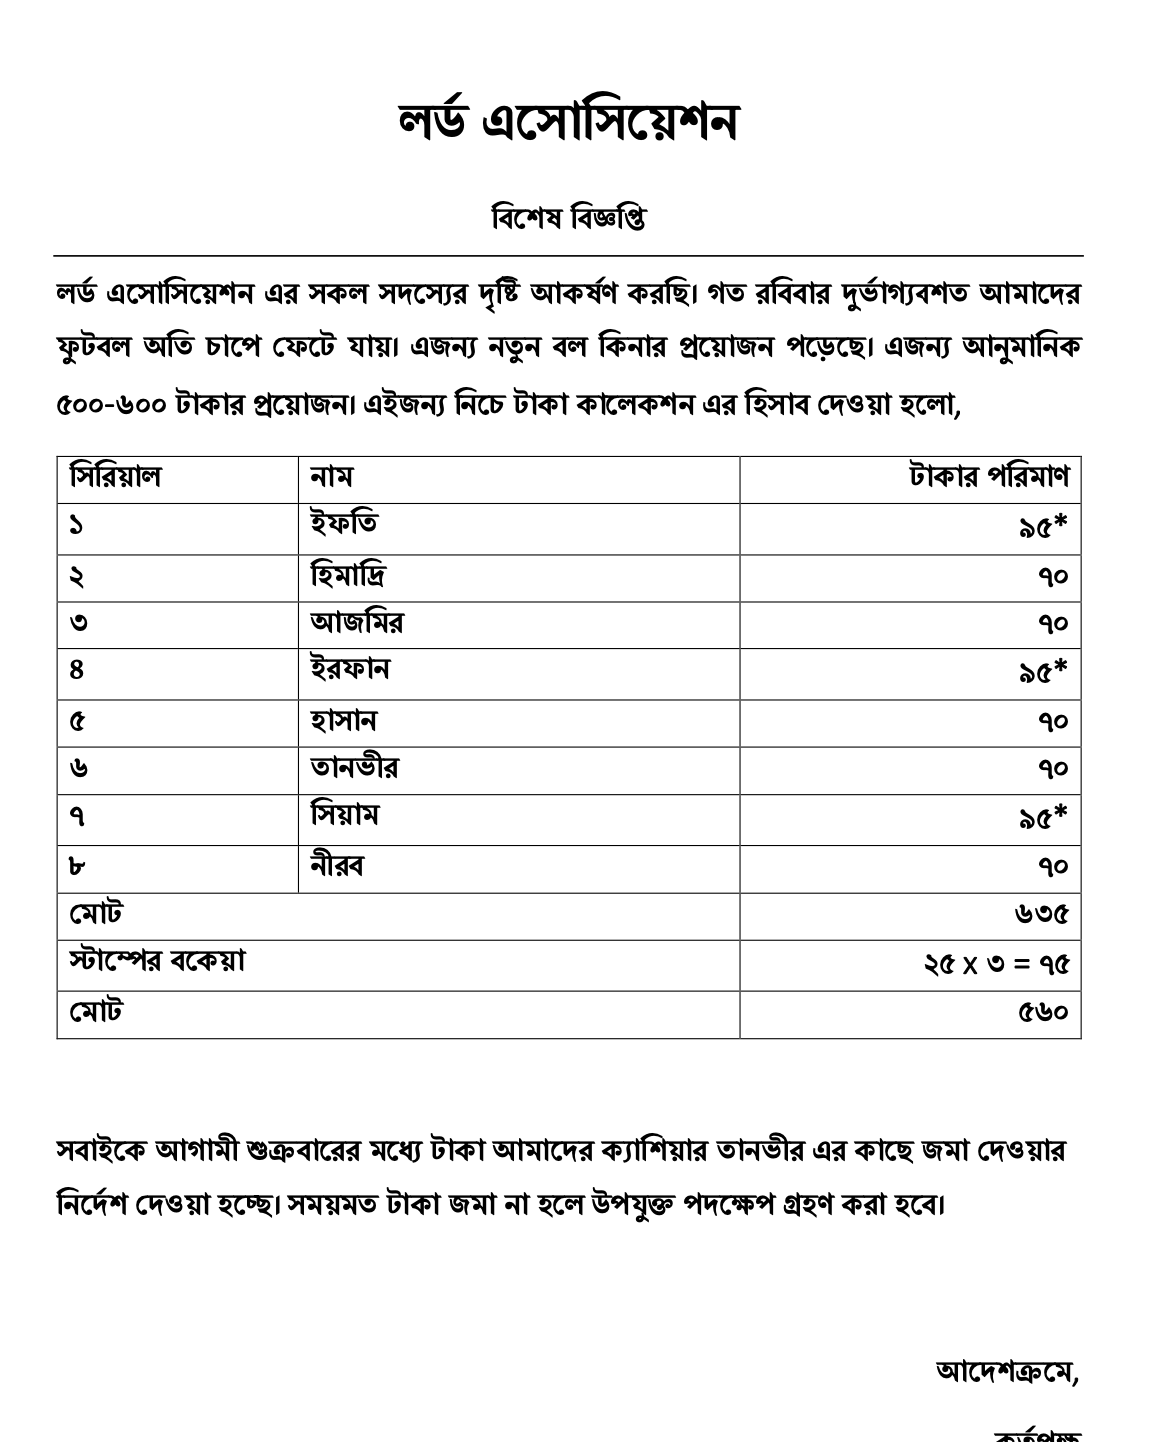 লর্ড এসোসিয়েশন
বিশেষ বিজ্ঞপ্তি
লর্ড এসোসিয়েশন এর সকল সদস্যের দৃষ্টি আকর্ষণ করছি। গত রবিবার দুর্ভাগ্যবশত আমাদের
ফুটবল অতি চাপে ফেটে যায়। এজন্য নতুন বল কিনার প্রয়োজন পড়েছে। এজন্য আনুমানিক
৫০০-৬০০ টাকার প্রয়োজন। এইজন্য নিচে টাকা কালেকশন এর হিসাব দেওয়া হলো,
সিরিয়াল নাম টাকার পরিমাণ
১ ইফতি ৯৫*
২ হিমাদ্রি ৭০
৩ আজমির ৭০
৪ ইরফান ৯৫*
৫ হাসান ৭০
৬ তানভীর ৭০
৭ সিয়াম ৯৫*
৮ নীরব ৭০
মোট ৬৩৫
স্টাম্পের বকেয়া ২৫ x ৩ = ৭৫
মোট ৫৬০
সবাইকে আগামী শুক্রবারের মধ্যে টাকা আমাদের ক্যাশিয়ার তানভীর এর কাছে জমা দেওয়ার
নির্দেশ দেওয়া হচ্ছে। সময়মত টাকা জমা না হলে উপযুক্ত পদক্ষেপ গ্রহণ করা হবে।
আদেশক্রমে,
কর্তৃপক্ষ